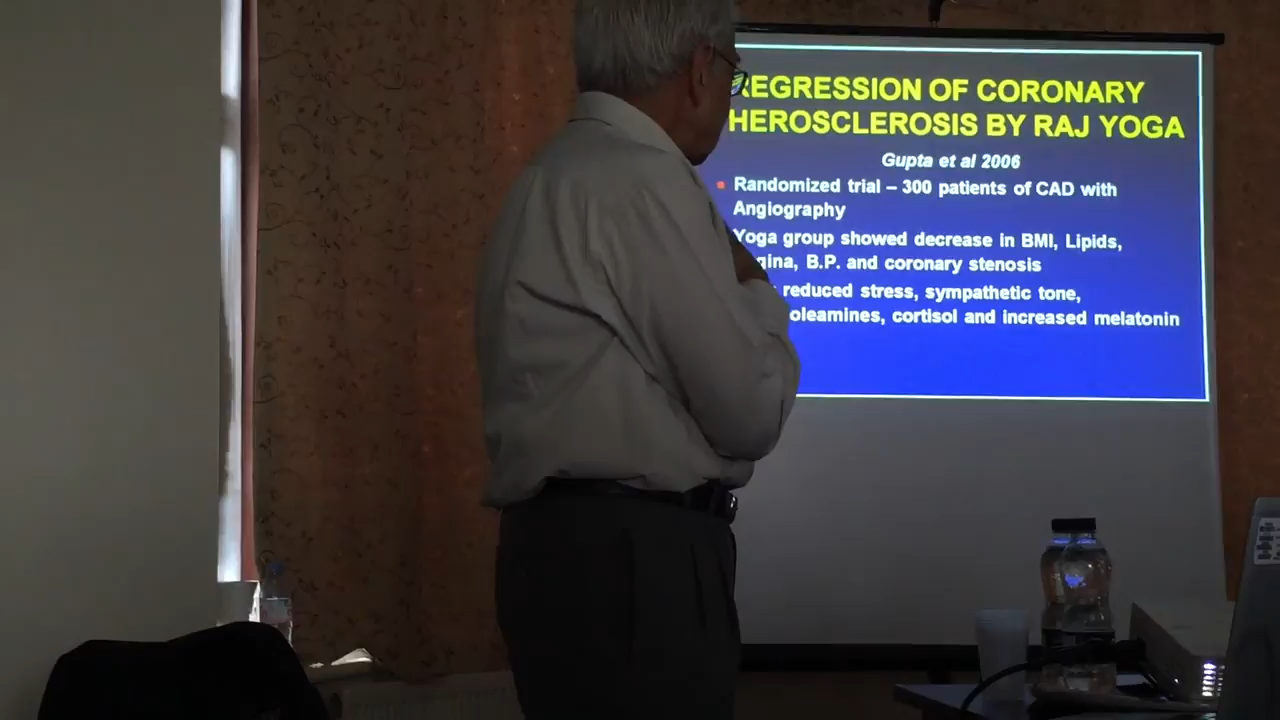 REGRESSION OF CORONARY
HEROSCLEROSIS BY RAJ YOGA
Gupta et al 2006
Randomized trial – 300 patients of CAD with
Angiography
Yoga group showed decrease in BMI, Lipids,
gina, B.P. and coronary stenosis
reduced stress, sympathetic tone,
oleamines, cortisol and increased melatonin